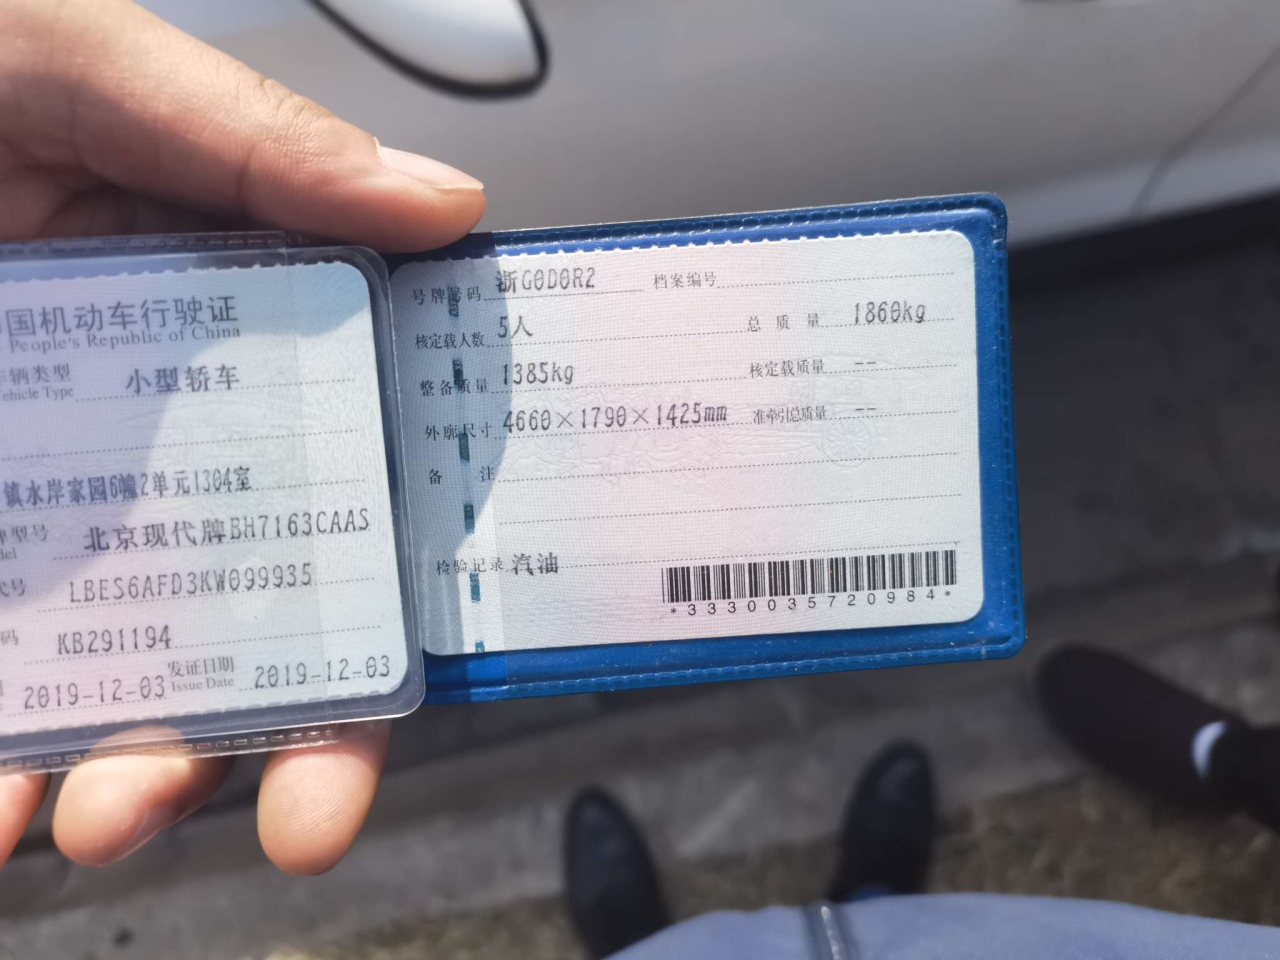 国机动车行驶证
People's Republic of China
车辆类型 小型轿车
Vehicle Type
镇水岸家园6幢2单元1304室
型号 北京现代牌BH7163CAAS
代号 LBES6AFD3KW099935
码 KB291194
2019-12-03 发证日期 2019-12-03
Issue Date
号牌号码 浙G0D0R2 档案编号
核定载人数 5人 总质量 1860kg
整备质量 1385kg 核定载质量 --
外廓尺寸 4660×1790×1425mm 准牵引总质量 --
备注
检验记录 汽油
*3330035720984*